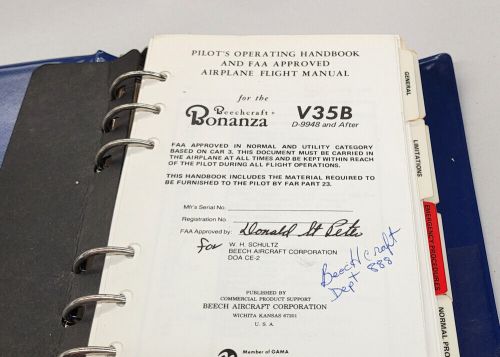 PILOT'S OPERATING HANDBOOK
AND FAA APPROVED
AIRPLANE FLIGHT MANUAL
for the
Beechcraft
Bonanza V35B
D-9948 and After
FAA APPROVED IN NORMAL AND UTILITY CATEGORY
BASED ON CAR 3. THIS DOCUMENT MUST BE CARRIED IN
THE AIRPLANE AT ALL TIMES AND BE KEPT WITHIN REACH
OF THE PILOT DURING ALL FLIGHT OPERATIONS.
THIS HANDBOOK INCLUDES THE MATERIAL REQUIRED TO
BE FURNISHED TO THE PILOT BY FAR PART 23.
Mfr's Serial No.
Registration No.
FAA Approved by: Donald St Peter
for W. H. SCHULTZ
BEECH AIRCRAFT CORPORATION
DOA CE-2
Beechcraft
Dept 888
PUBLISHED BY
COMMERCIAL PRODUCT SUPPORT
BEECH AIRCRAFT CORPORATION
WICHITA KANSAS 67201
U. S. A.
Member of GAMA
GENERAL
LIMITATIONS
EMERGENCY PROCEDURES
NORMAL PRO